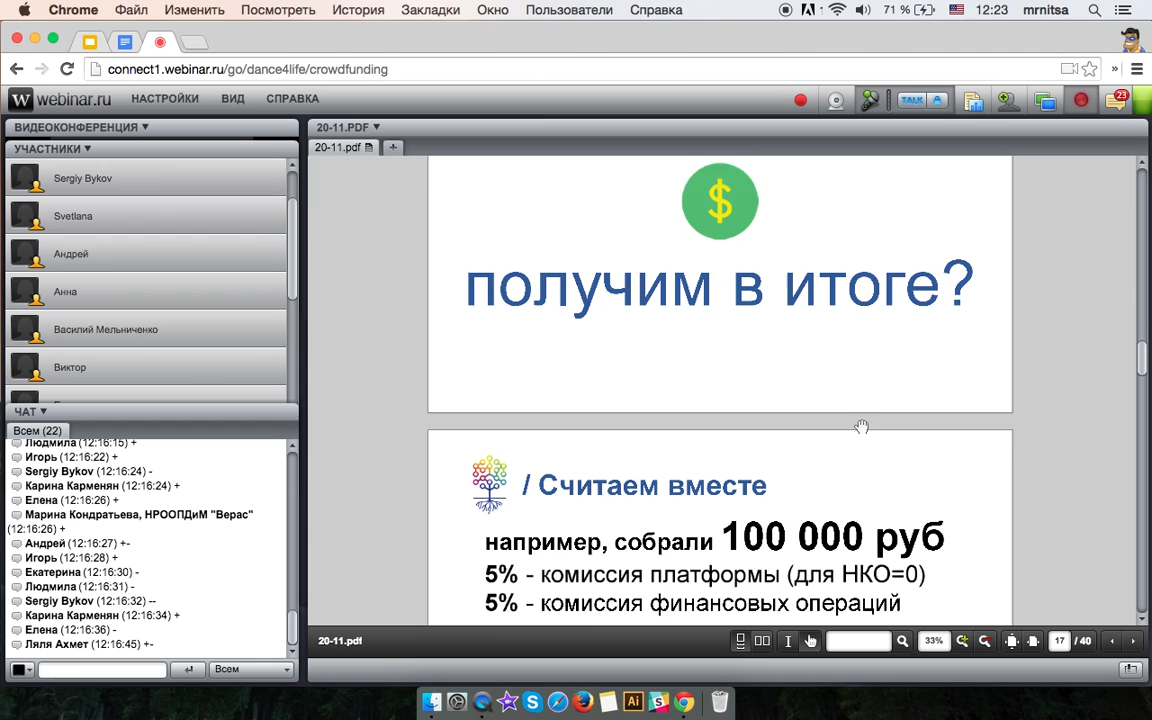 Chrome Файл Изменить Посмотреть История Закладки Окно Пользователи Справка 71 % 12:23 mrnitsa
connect1.webinar.ru/go/dance4life/crowdfunding
W webinar.ru НАСТРОЙКИ ВИД СПРАВКА TALK 23
ВИДЕОКОНФЕРЕНЦИЯ
20-11.PDF
УЧАСТНИКИ
20-11.pdf +
Sergiy Bykov
Svetlana
Андрей
Анна
Василий Мельниченко
Виктор
ЧАТ
Всем (22)
Людмила (12:16:15) +
Игорь (12:16:22) +
Sergiy Bykov (12:16:24) -
Карина Карменян (12:16:24) +
Елена (12:16:26) +
Марина Кондратьева, НРООПДиМ "Верас"
(12:16:26) +
Андрей (12:16:27) +-
Игорь (12:16:28) +
Екатерина (12:16:30) -
Людмила (12:16:31) -
Sergiy Bykov (12:16:32) --
Карина Карменян (12:16:34) +
Елена (12:16:36) -
Ляля Ахмет (12:16:45) +-
Всем
$
получим в итоге?
/ Считаем вместе
например, собрали 100 000 руб
5% - комиссия платформы (для НКО=0)
5% - комиссия финансовых операций
20-11.pdf 33% 17 / 40
Ai